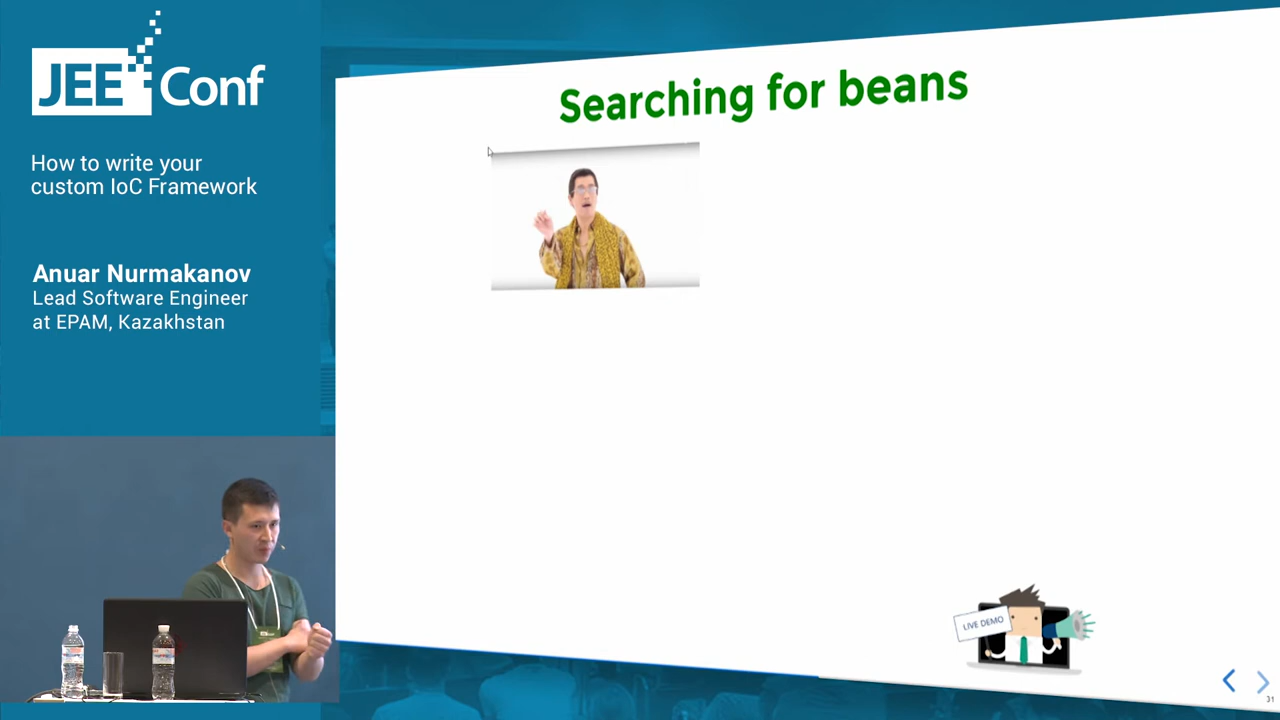 JEE Conf
How to write your
custom IoC Framework
Anuar Nurmakanov
Lead Software Engineer
at EPAM, Kazakhstan
Searching for beans
LIVE DEMO
31